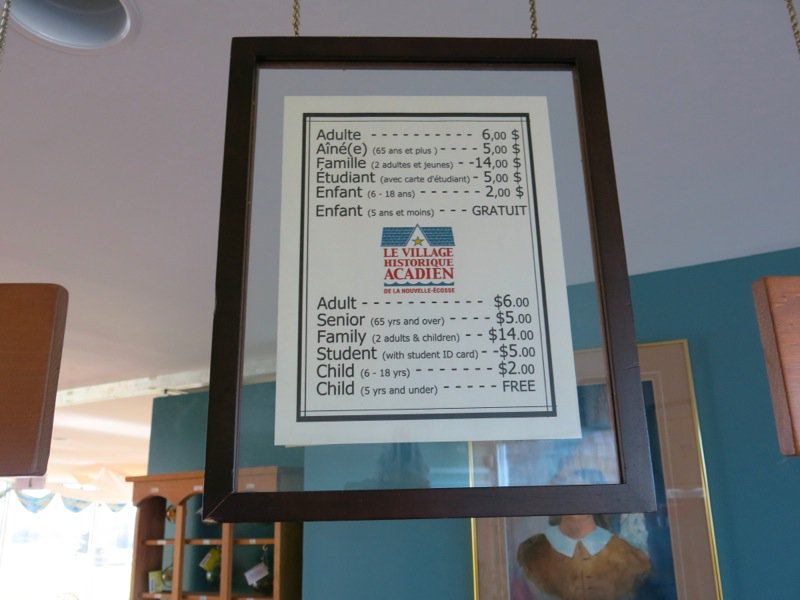 Adulte - - - - - - - - - - 6,00 $
Aîné(e) (65 ans et plus ) - - - - 5,00 $
Famille (2 adultes et jeunes) - -14,00 $
Étudiant (avec carte d'étudiant) - 5,00 $
Enfant (6 - 18 ans) - - - - - - 2,00 $
Enfant (5 ans et moins) - - - GRATUIT
LE VILLAGE
HISTORIQUE
ACADIEN
DE LA NOUVELLE-ÉCOSSE
Adult - - - - - - - - - - - $6.00
Senior (65 yrs and over) - - - - $5.00
Family (2 adults & children) - - $14.00
Student (with student ID card) - -$5.00
Child (6 - 18 yrs) - - - - - - - $2.00
Child (5 yrs and under) - - - - - FREE